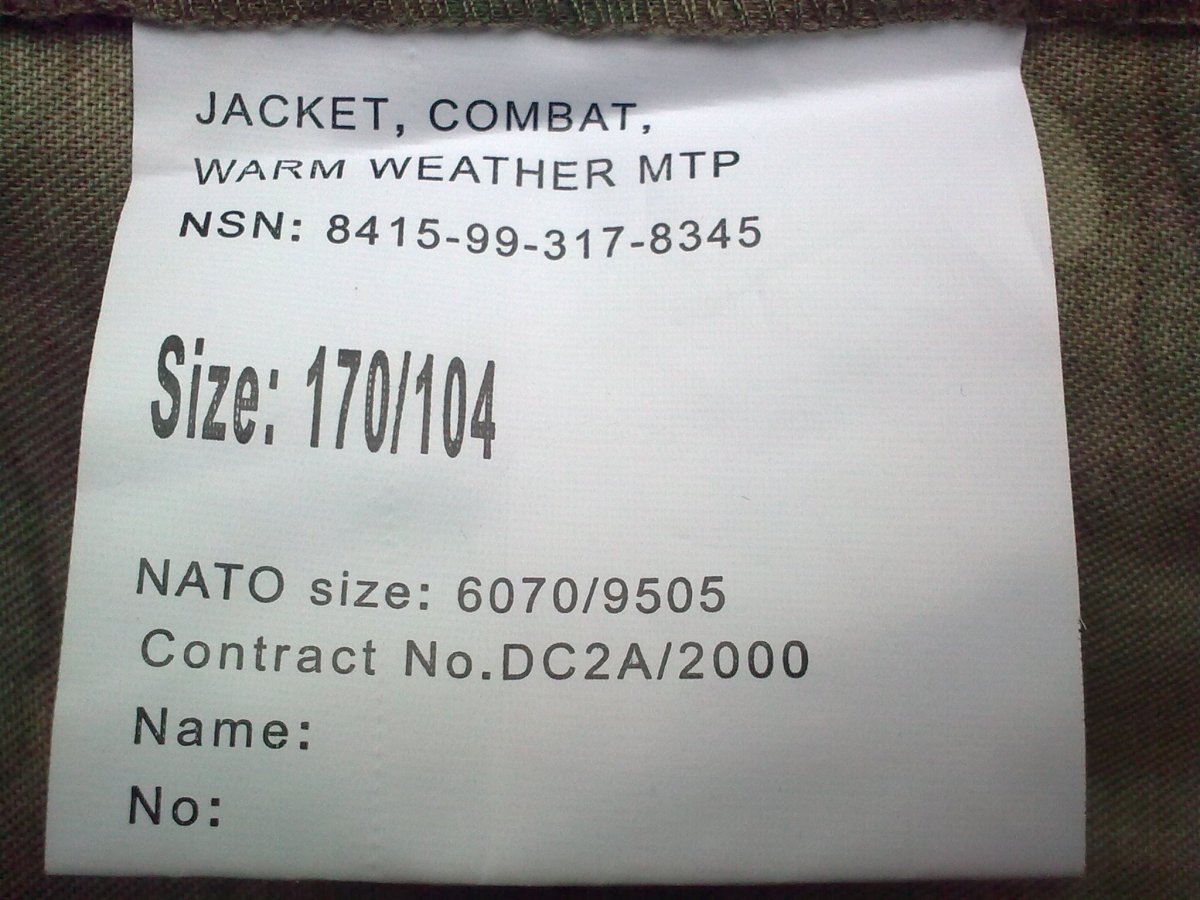 JACKET, COMBAT,
WARM WEATHER MTP
NSN: 8415-99-317-8345
Size: 170/104
NATO size: 6070/9505
Contract No.DC2A/2000
Name:
No: